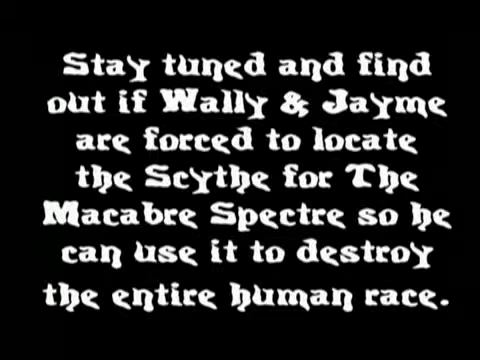 Stay tuned and find
out if Wally & Jayme
are forced to locate
the Scythe for The
Macabre Spectre so he
can use it to destroy
the entire human race.